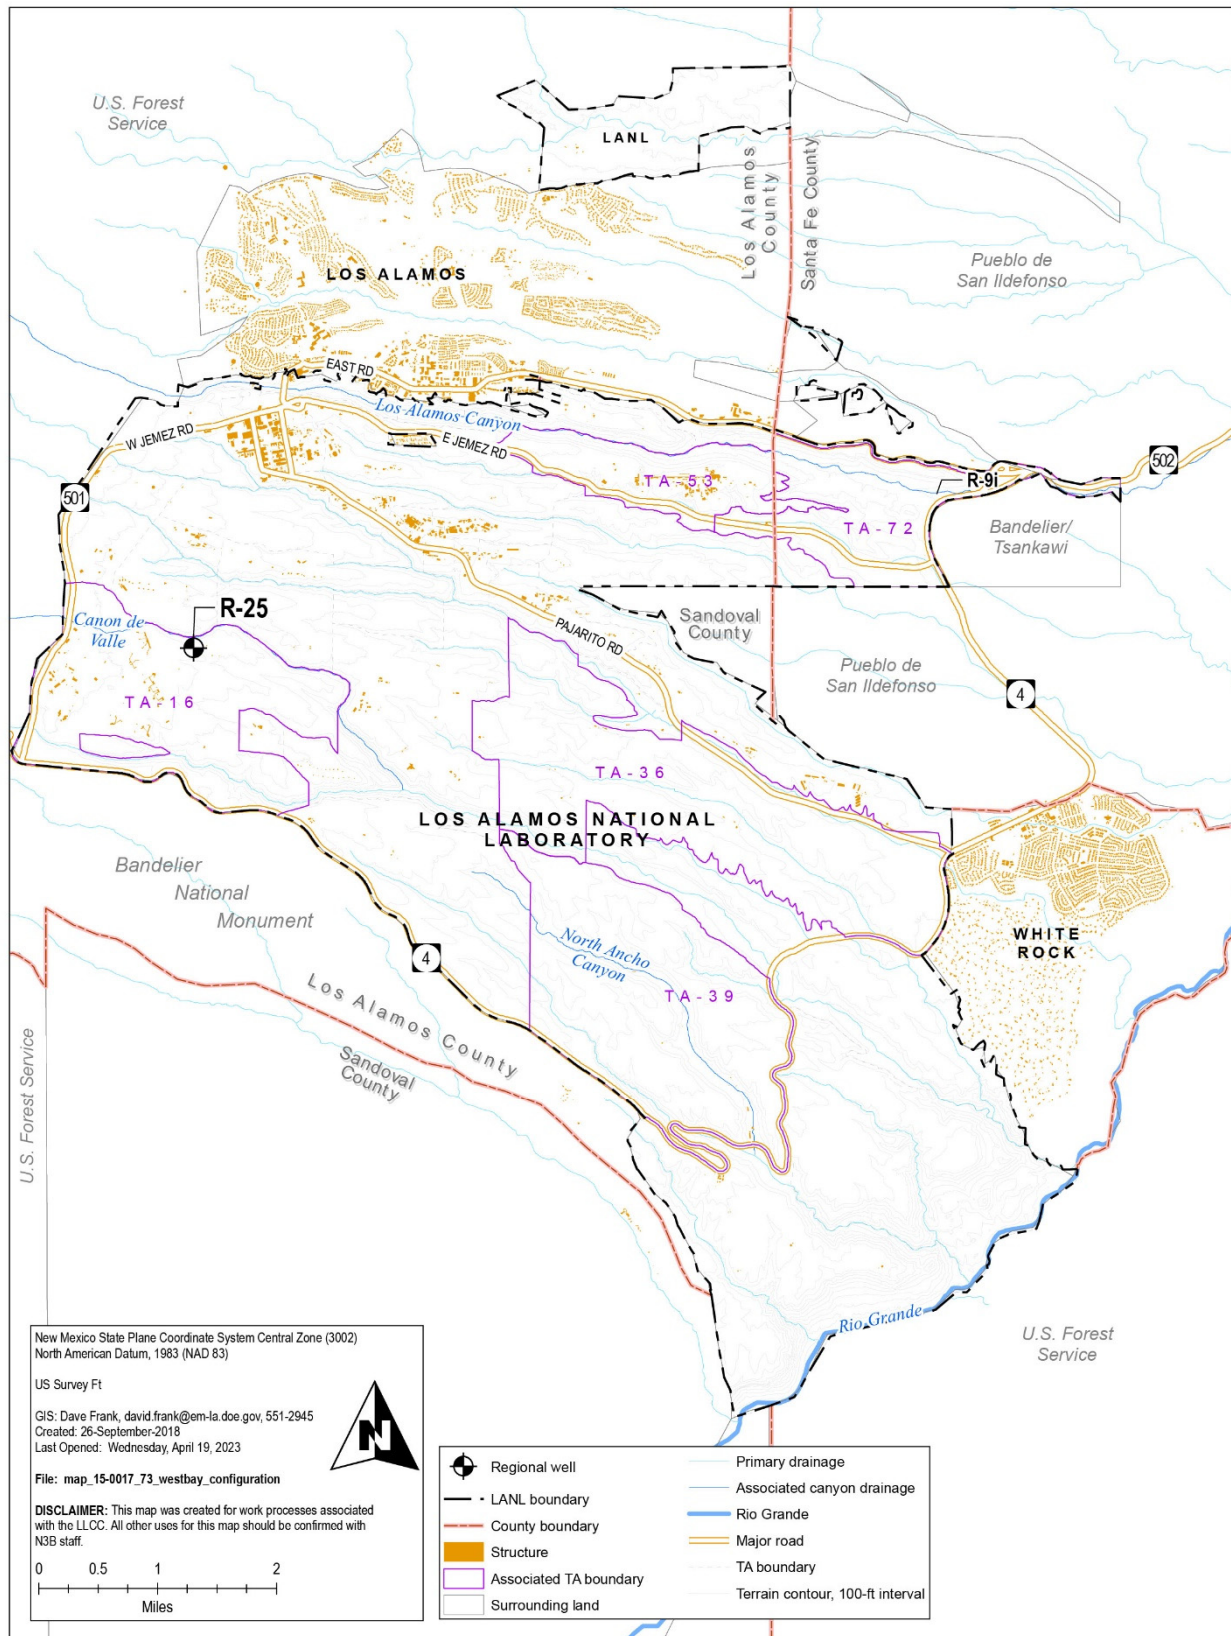 U.S. Forest
Service
LANL
Los Alamos
County
Santa Fe County
LOS ALAMOS
Pueblo de
San Ildefonso
EAST RD
Los Alamos Canyon
W JEMEZ RD
E JEMEZ RD
502
501
TA-53
R-9i
TA-72
Bandelier/
Tsankawi
R-25
Canon de
Valle
PAJARITO RD
Sandoval
County
Pueblo de
San Ildefonso
4
TA-16
TA-36
LOS ALAMOS NATIONAL
LABORATORY
Bandelier
National
Monument
WHITE
ROCK
North Ancho
Canyon
4
TA-39
Los Alamos County
Sandoval
County
U.S. Forest Service
Rio Grande
U.S. Forest
Service
New Mexico State Plane Coordinate System Central Zone (3002)
North American Datum, 1983 (NAD 83)
US Survey Ft
GIS: Dave Frank, david.frank@em-la.doe.gov, 551-2945
Created: 26-September-2018
Last Opened: Wednesday, April 19, 2023
File: map_15-0017_73_westbay_configuration
DISCLAIMER: This map was created for work processes associated
with the LLCC. All other uses for this map should be confirmed with
N3B staff.
0 0.5 1 2
Miles
N
Regional well
LANL boundary
County boundary
Structure
Associated TA boundary
Surrounding land
Primary drainage
Associated canyon drainage
Rio Grande
Major road
TA boundary
Terrain contour, 100-ft interval